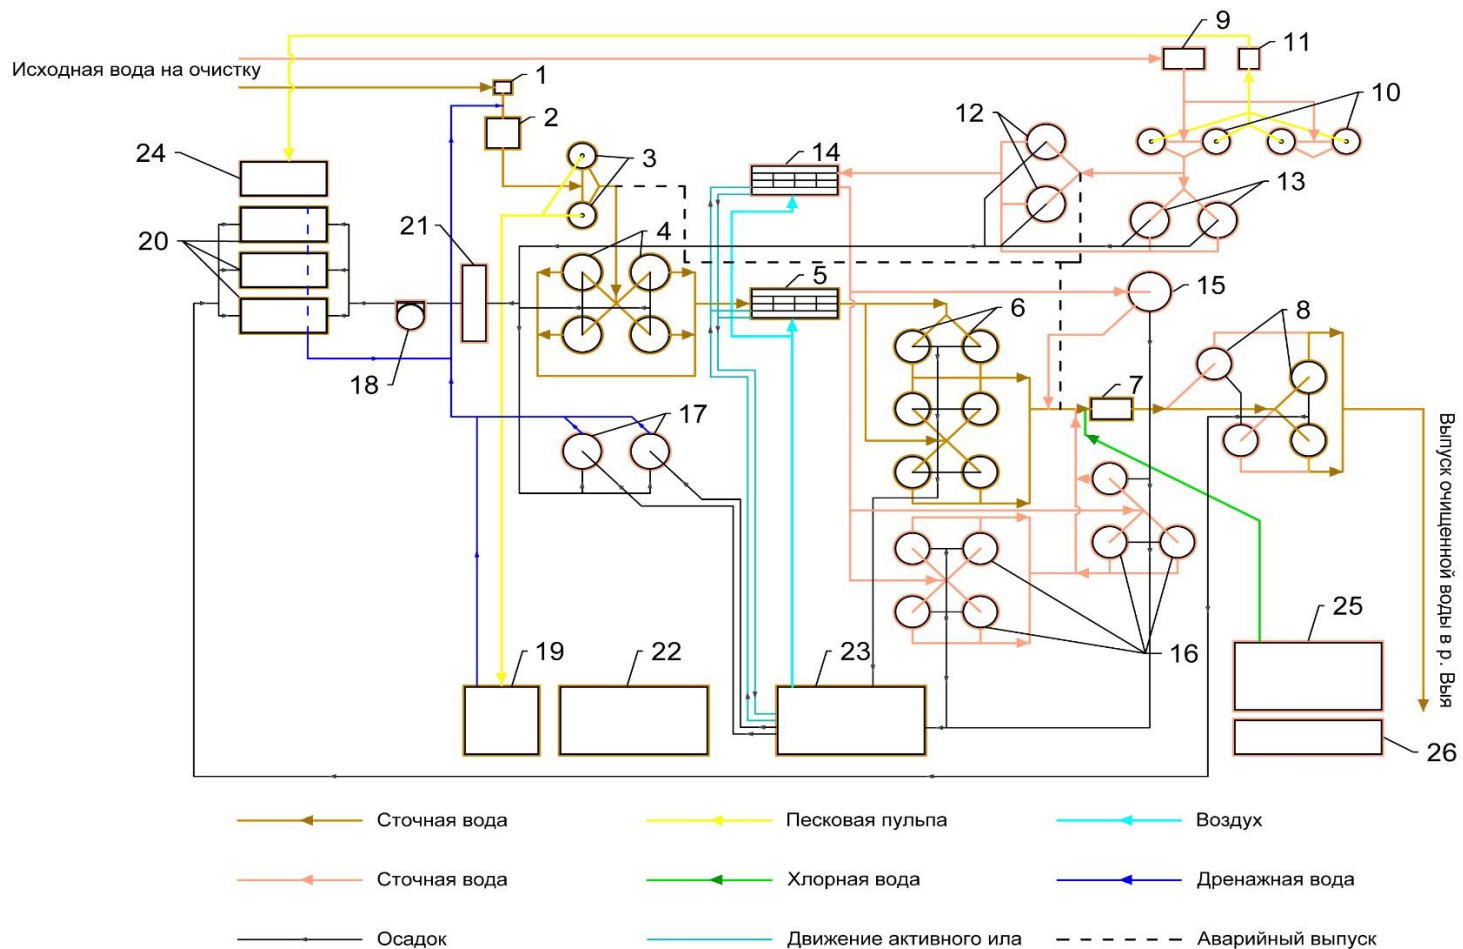 9
11
Исходная вода на очистку
1
10
2
12
24
3
14
13
20
21
4
5
15
6
8
18
7
17
Выпуск очищенной воды в р. Выя
25
19
22
23
16
26
Сточная вода
Песковая пульпа
Воздух
Сточная вода
Хлорная вода
Дренажная вода
Осадок
Движение активного ила
Аварийный выпуск